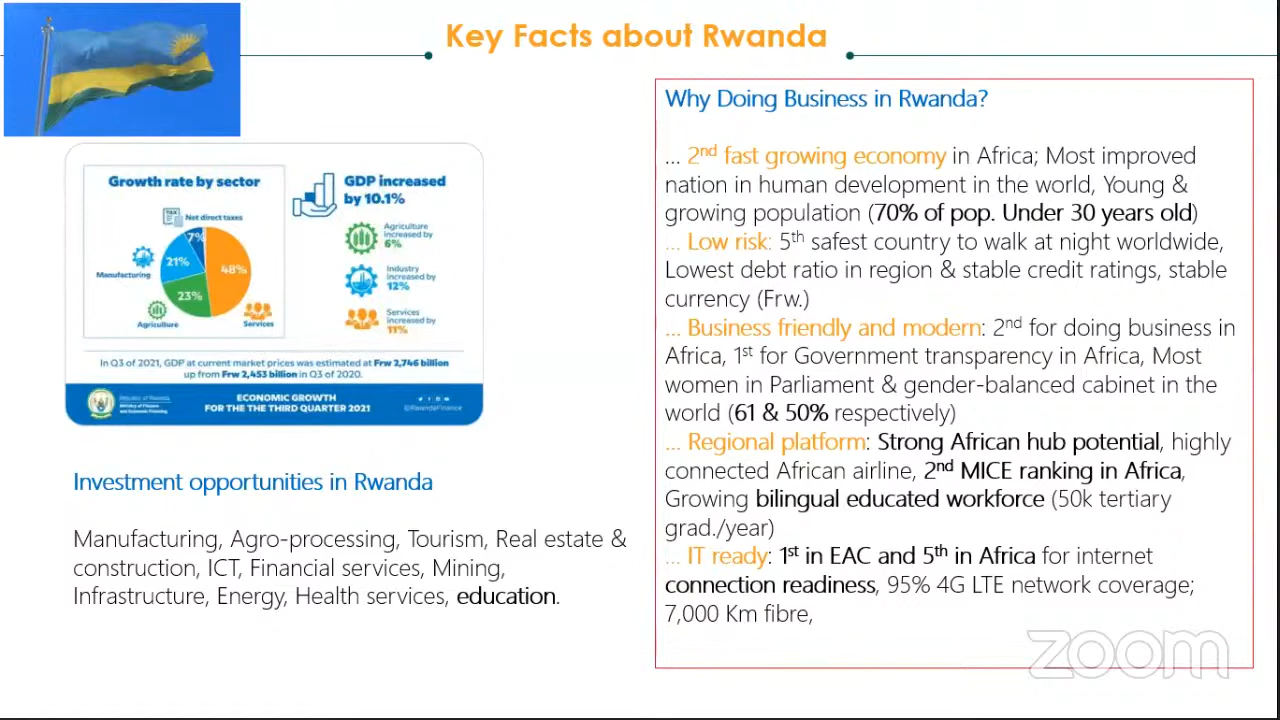 Key Facts about Rwanda
Growth rate by sector
TAX
Net direct taxes
7%
21%
48%
Manufacturing
23%
Agriculture
Services
GDP increased
by 10.1%
Agriculture
increased by
6%
Industry
increased by
12%
Services
increased by
11%
In Q3 of 2021, GDP at current market prices was estimated at Frw 2,746 billion
up from Frw 2,453 billion in Q3 of 2020.
Republic of Rwanda
Ministry of Finance
and Economic Planning
ECONOMIC GROWTH
FOR THE THE THIRD QUARTER 2021
@RwandaFinance
Investment opportunities in Rwanda
Manufacturing, Agro-processing, Tourism, Real estate &
construction, ICT, Financial services, Mining,
Infrastructure, Energy, Health services, education.
Why Doing Business in Rwanda?
... 2nd fast growing economy in Africa; Most improved
nation in human development in the world, Young &
growing population (70% of pop. Under 30 years old)
... Low risk: 5th safest country to walk at night worldwide,
Lowest debt ratio in region & stable credit ratings, stable
currency (Frw.)
... Business friendly and modern: 2nd for doing business in
Africa, 1st for Government transparency in Africa, Most
women in Parliament & gender-balanced cabinet in the
world (61 & 50% respectively)
... Regional platform: Strong African hub potential, highly
connected African airline, 2nd MICE ranking in Africa,
Growing bilingual educated workforce (50k tertiary
grad./year)
... IT ready: 1st in EAC and 5th in Africa for internet
connection readiness, 95% 4G LTE network coverage;
7,000 Km fibre,
zoom